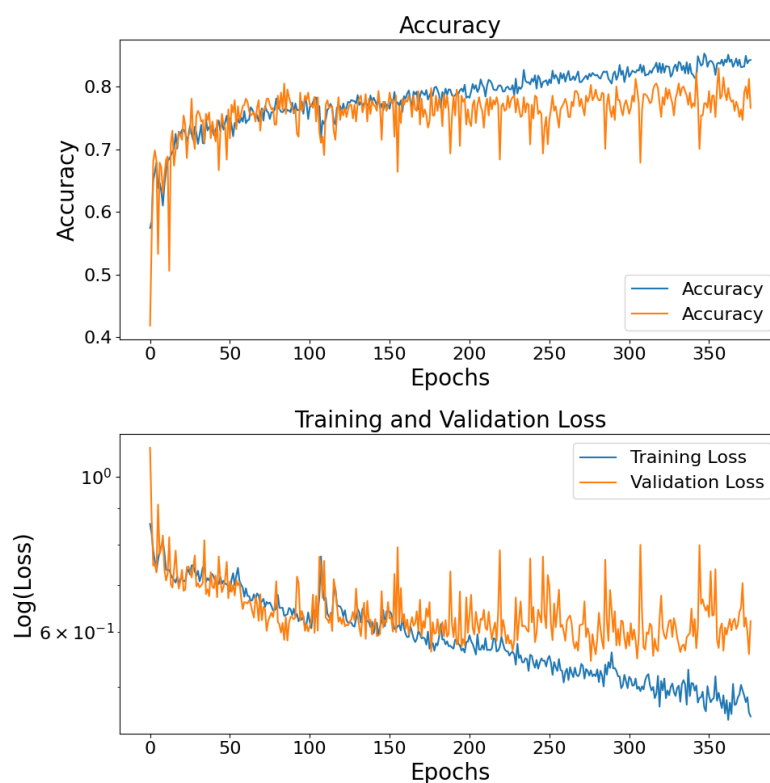 Accuracy
Accuracy
0.8
0.7
0.6
0.5
0.4
Accuracy
Accuracy
0 50 100 150 200 250 300 350
Epochs
Training and Validation Loss
Log(Loss)
10⁰
6 × 10⁻¹
Training Loss
Validation Loss
0 50 100 150 200 250 300 350
Epochs